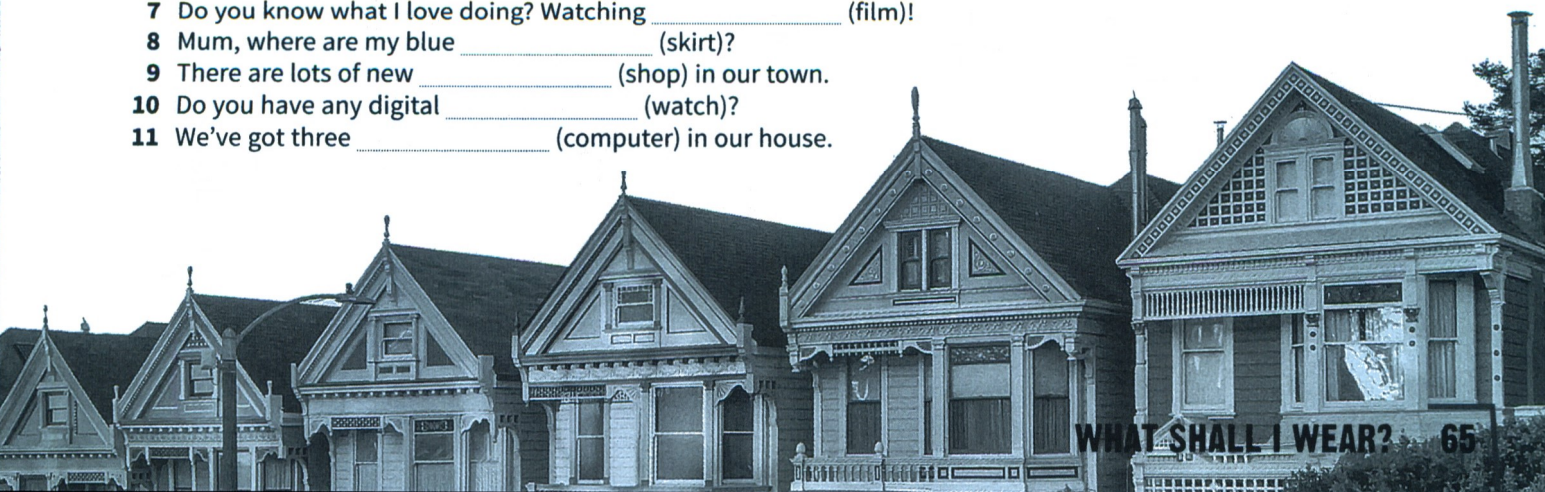 7 Do you know what I love doing? Watching (film)!
8 Mum, where are my blue (skirt)?
9 There are lots of new (shop) in our town.
10 Do you have any digital (watch)?
11 We've got three (computer) in our house.
WHAT SHALL I WEAR? 65